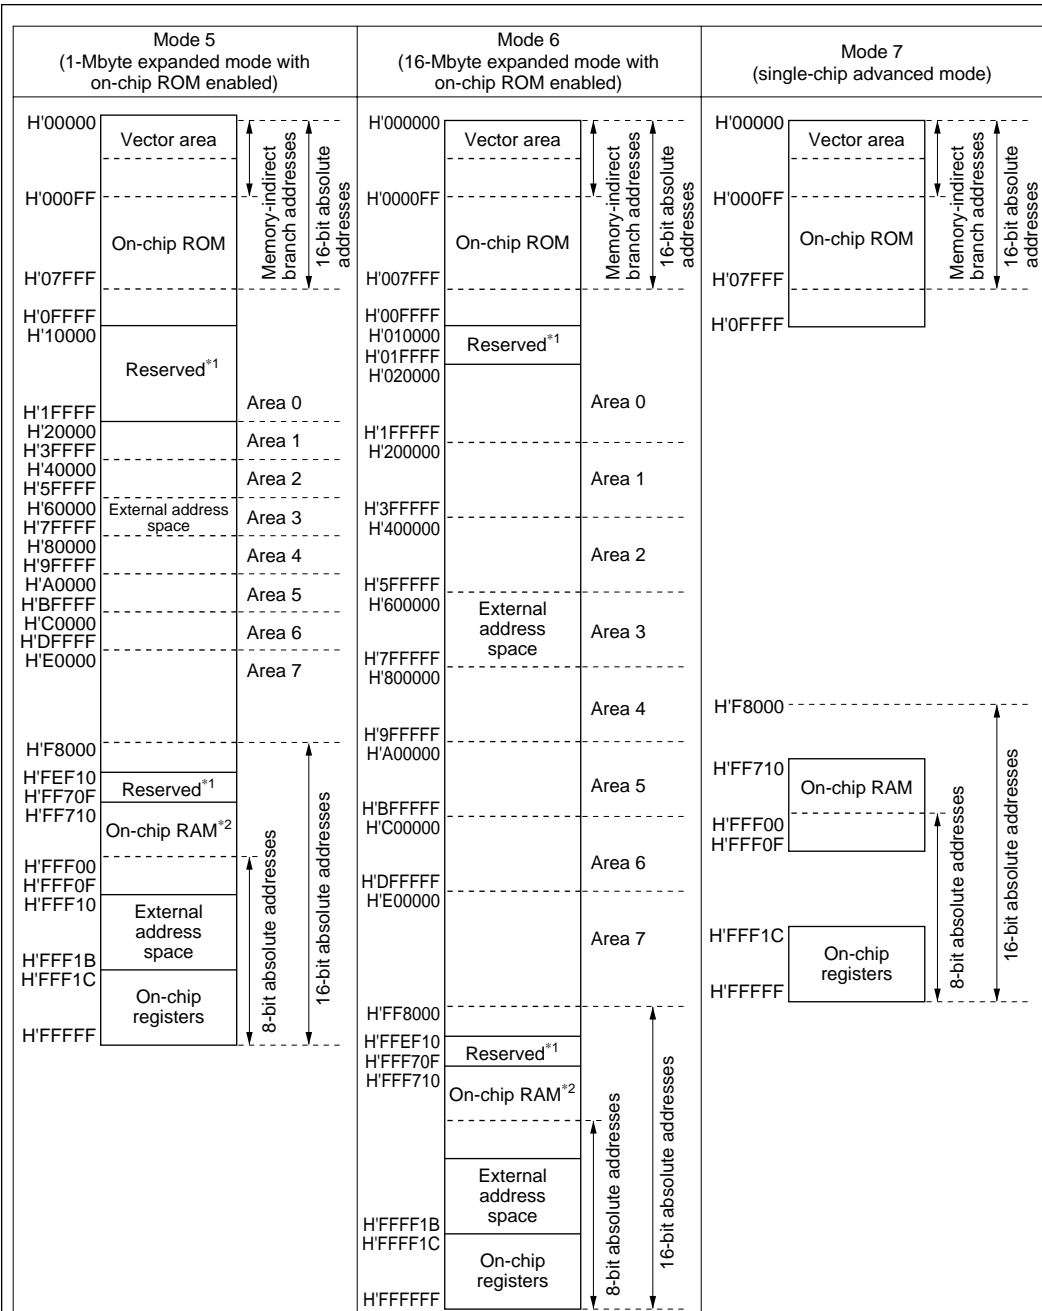 Mode 5
(1-Mbyte expanded mode with
on-chip ROM enabled)
H'00000
Vector area
H'000FF
On-chip ROM
H'07FFF
H'0FFFF
H'10000
Reserved*1
H'1FFFF
H'20000
H'3FFFF
H'40000
H'5FFFF
H'60000
H'7FFFF
External address
space
H'80000
H'9FFFF
H'A0000
H'BFFFF
H'C0000
H'DFFFF
H'E0000
H'F8000
H'FEF10
Reserved*1
H'FF70F
H'FF710
On-chip RAM*2
H'FFF00
H'FFF0F
H'FFF10
External
address
space
H'FFF1B
H'FFF1C
On-chip
registers
H'FFFFF
Memory-indirect
branch addresses
16-bit absolute
addresses
Area 0
Area 1
Area 2
Area 3
Area 4
Area 5
Area 6
Area 7
8-bit absolute addresses
16-bit absolute addresses
Mode 6
(16-Mbyte expanded mode with
on-chip ROM enabled)
H'000000
Vector area
H'0000FF
On-chip ROM
H'007FFF
H'00FFFF
H'010000
Reserved*1
H'01FFFF
H'020000
H'1FFFFF
H'200000
H'3FFFFF
H'400000
H'5FFFFF
H'600000
External
address
space
H'7FFFFF
H'800000
H'9FFFFF
H'A00000
H'BFFFFF
H'C00000
H'DFFFFF
H'E00000
H'FF8000
H'FFEF10
Reserved*1
H'FFF70F
H'FFF710
On-chip RAM*2
External
address
space
H'FFFF1B
H'FFFF1C
On-chip
registers
H'FFFFFF
Memory-indirect
branch addresses
16-bit absolute
addresses
Area 0
Area 1
Area 2
Area 3
Area 4
Area 5
Area 6
Area 7
8-bit absolute addresses
16-bit absolute addresses
Mode 7
(single-chip advanced mode)
H'00000
Vector area
H'000FF
On-chip ROM
H'07FFF
H'0FFFF
Memory-indirect
branch addresses
16-bit absolute
addresses
H'F8000
H'FF710
On-chip RAM
H'FFF00
H'FFF0F
H'FFF1C
On-chip
registers
H'FFFFF
8-bit absolute addresses
16-bit absolute addresses